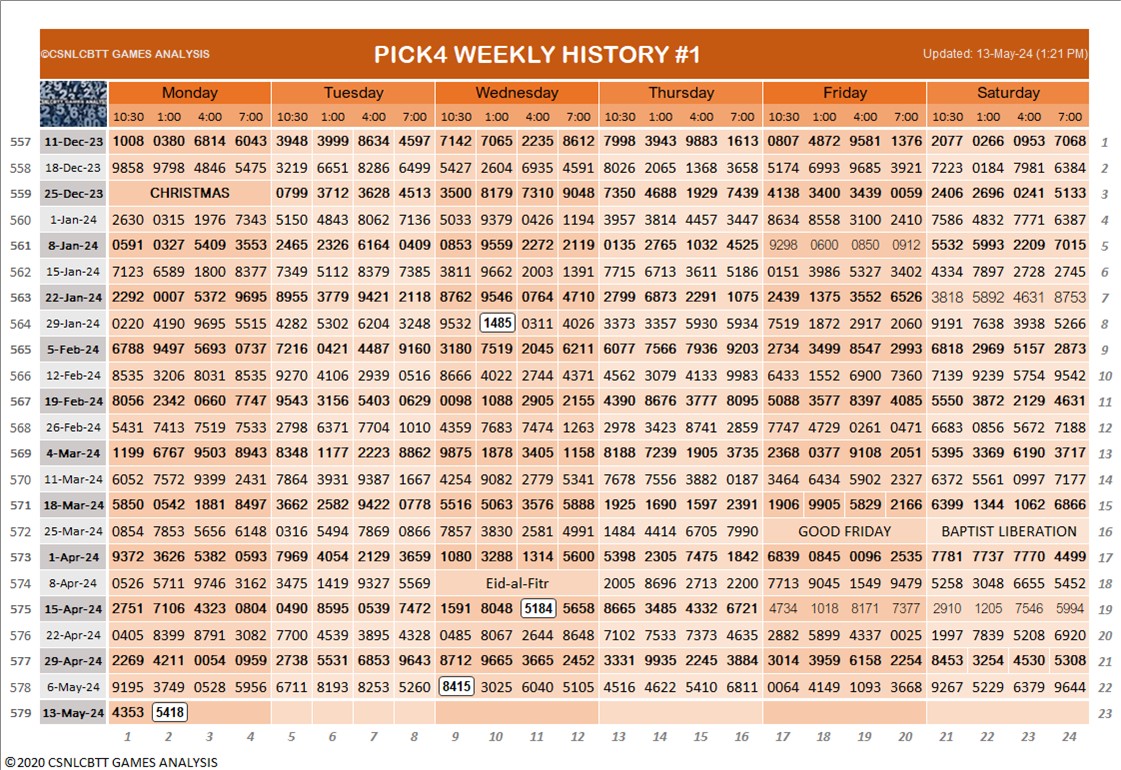 ©CSNLCBTT GAMES ANALYSIS PICK4 WEEKLY HISTORY #1 Updated: 13-May-24 (1:21 PM)
Monday Tuesday Wednesday Thursday Friday Saturday
10:30 1:00 4:00 7:00 10:30 1:00 4:00 7:00 10:30 1:00 4:00 7:00 10:30 1:00 4:00 7:00 10:30 1:00 4:00 7:00 10:30 1:00 4:00 7:00
557 11-Dec-23 1008 0380 6814 6043 3948 3999 8634 4597 7142 7065 2235 8612 7998 3943 9883 1613 0807 4872 9581 1376 2077 0266 0953 7068 1
558 18-Dec-23 9858 9798 4846 5475 3219 6651 8286 6499 5427 2604 6935 4591 8026 2065 1368 3658 5174 6993 9685 3921 7223 0184 7981 6384 2
559 25-Dec-23 CHRISTMAS 0799 3712 3628 4513 3500 8179 7310 9048 7350 4688 1929 7439 4138 3400 3439 0059 2406 2696 0241 5133 3
560 1-Jan-24 2630 0315 1976 7343 5150 4843 8062 7136 5033 9379 0426 1194 3957 3814 4457 3447 8634 8558 3100 2410 7586 4832 7771 6387 4
561 8-Jan-24 0591 0327 5409 3553 2465 2326 6164 0409 0853 9559 2272 2119 0135 2765 1032 4525 9298 0600 0850 0912 5532 5993 2209 7015 5
562 15-Jan-24 7123 6589 1800 8377 7349 5112 8379 7385 3811 9662 2003 1391 7715 6713 3611 5186 0151 3986 5327 3402 4334 7897 2728 2745 6
563 22-Jan-24 2292 0007 5372 9695 8955 3779 9421 2118 8762 9546 0764 4710 2799 6873 2291 1075 2439 1375 3552 6526 3818 5892 4631 8753 7
564 29-Jan-24 0220 4190 9695 5515 4282 5302 6204 3248 9532 1485 0311 4026 3373 3357 5930 5934 7519 1872 2917 2060 9191 7638 3938 5266 8
565 5-Feb-24 6788 9497 5693 0737 7216 0421 4487 9160 3180 7519 2045 6211 6077 7566 7936 9203 2734 3499 8547 2993 6818 2969 5157 2873 9
566 12-Feb-24 8535 3206 8031 8535 9270 4106 2939 0516 8666 4022 2744 4371 4562 3079 4133 9983 6433 1552 6900 7360 7139 9239 5754 9542 10
567 19-Feb-24 8056 2342 0660 7747 9543 3156 5403 0629 0098 1088 2905 2155 4390 8676 3777 8095 5088 3577 8397 4085 5550 3872 2129 4631 11
568 26-Feb-24 5431 7413 7519 7533 2798 6371 7704 1010 4359 7683 7474 1263 2978 3423 8741 2859 7747 4729 0261 0471 6683 0856 5672 7188 12
569 4-Mar-24 1199 6767 9503 8943 8348 1177 2223 8862 9875 1878 3405 1158 8188 7239 1905 3735 2368 0377 9108 2051 5395 3369 6190 3717 13
570 11-Mar-24 6052 7572 9399 2431 7864 3931 9387 1667 4254 9082 2779 5341 7678 7556 3882 0187 3464 6434 5902 2327 6372 5561 0997 7177 14
571 18-Mar-24 5850 0542 1881 8497 3662 2582 9422 0778 5516 5063 3576 5888 1925 1690 1597 2391 1906 9905 5829 2166 6399 1344 1062 6866 15
572 25-Mar-24 0854 7853 5656 6148 0316 5494 7869 0866 7857 3830 2581 4991 1484 4414 6705 7990 GOOD FRIDAY BAPTIST LIBERATION 16
573 1-Apr-24 9372 3626 5382 0593 7969 4054 2129 3659 1080 3288 1314 5600 5398 2305 7475 1842 6839 0845 0096 2535 7781 7737 7770 4499 17
574 8-Apr-24 0526 5711 9746 3162 3475 1419 9327 5569 Eid-al-Fitr 2005 8696 2713 2200 7713 9045 1549 9479 5258 3048 6655 5452 18
575 15-Apr-24 2751 7106 4323 0804 0490 8595 0539 7472 1591 8048 5184 5658 8665 3485 4332 6721 4734 1018 8171 7377 2910 1205 7546 5994 19
576 22-Apr-24 0405 8399 8791 3082 7700 4539 3895 4328 0485 8067 2644 8648 7102 7533 7373 4635 2882 5899 4337 0025 1997 7839 5208 6920 20
577 29-Apr-24 2269 4211 0054 0959 2738 5531 6853 9643 8712 9665 3665 2452 3331 9935 2245 3884 3014 3959 6158 2254 8453 3254 4530 5308 21
578 6-May-24 9195 3749 0528 5956 6711 8193 8253 5260 8415 3025 6040 5105 4516 4622 5410 6811 0064 4149 1093 3668 9267 5229 6379 9644 22
579 13-May-24 4353 5418 23
1 2 3 4 5 6 7 8 9 10 11 12 13 14 15 16 17 18 19 20 21 22 23 24
©2020 CSNLCBTT GAMES ANALYSIS